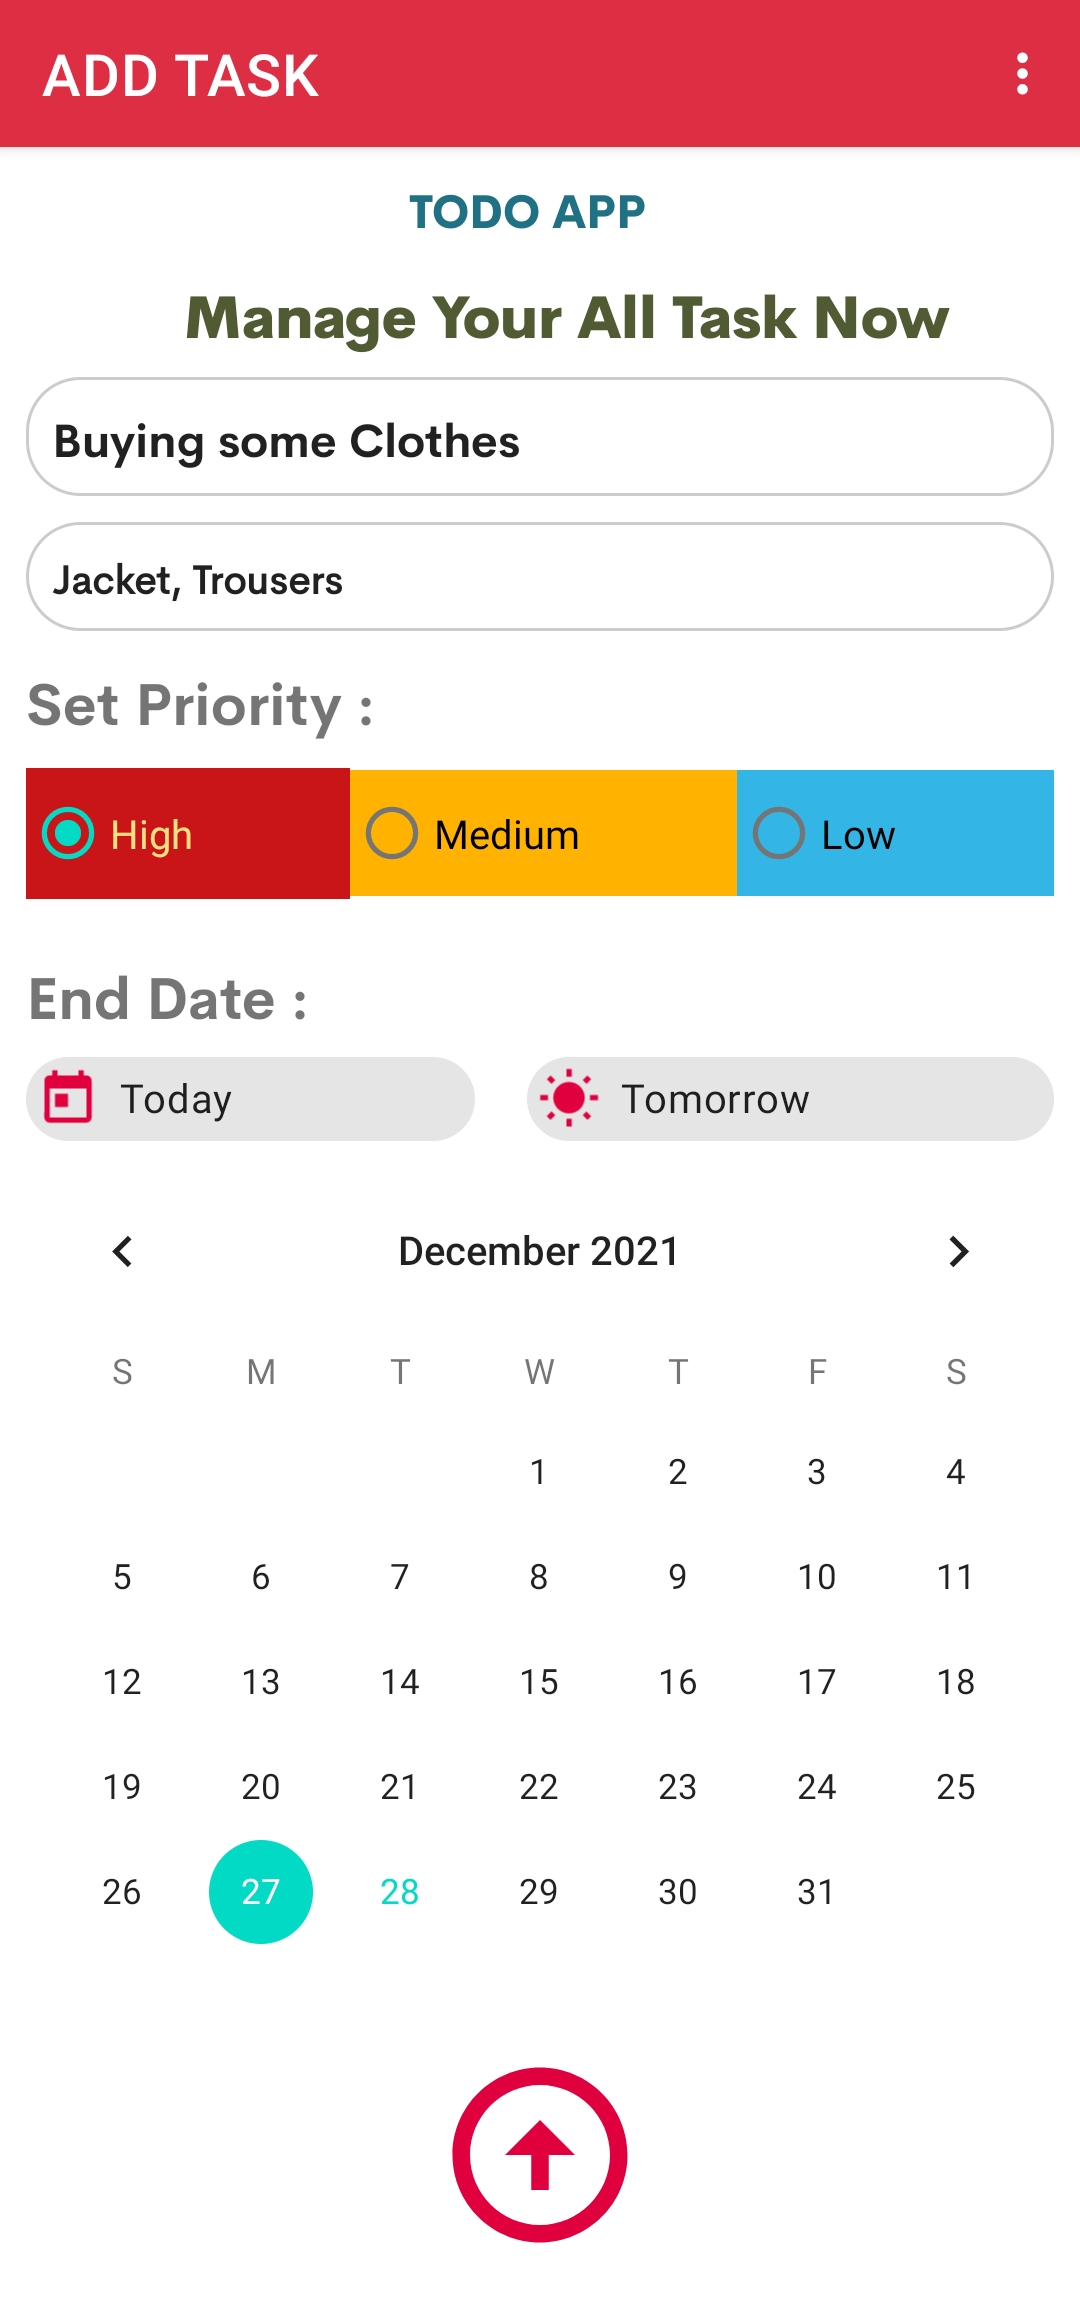 ADD TASK
TODO APP
Manage Your All Task Now
Buying some Clothes
Jacket, Trousers
Set Priority :
High Medium Low
End Date :
Today Tomorrow
December 2021
S M T W T F S
1 2 3 4
5 6 7 8 9 10 11
12 13 14 15 16 17 18
19 20 21 22 23 24 25
26 27 28 29 30 31